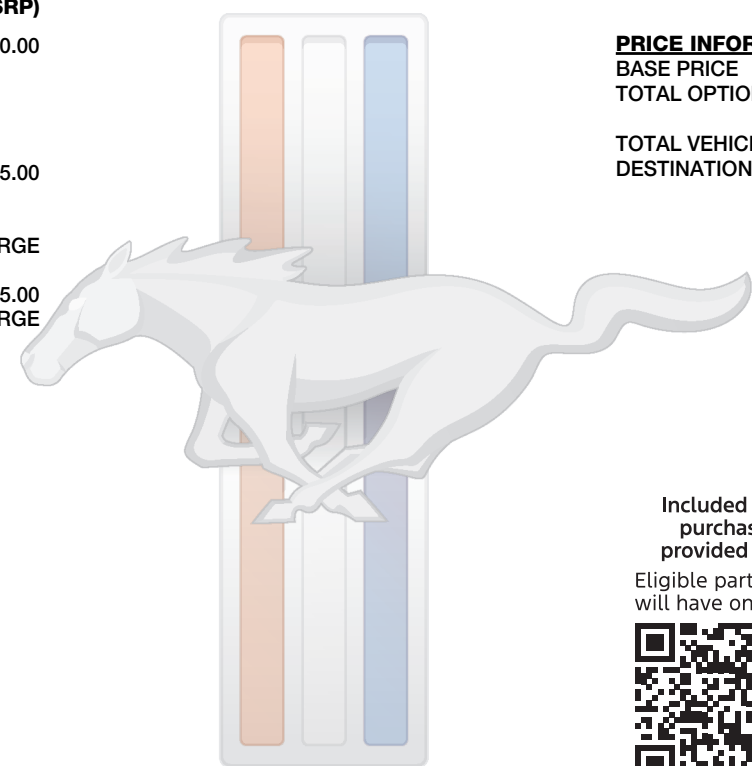 SRP)
0.00
5.00
RGE
5.00
RGE
PRICE INFOR
BASE PRICE
TOTAL OPTIO
TOTAL VEHIC
DESTINATION
Included
purchas
provided
Eligible part
will have on